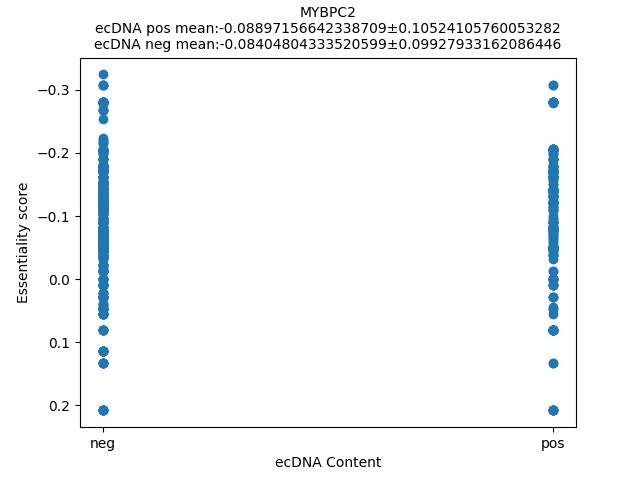 MYBPC2
ecDNA pos mean:-0.08897156642338709±0.10524105760053282
ecDNA neg mean:-0.08404804333520599±0.09927933162086446
−0.3
−0.2
−0.1
0.0
0.1
0.2
Essentiality score
neg
pos
ecDNA Content